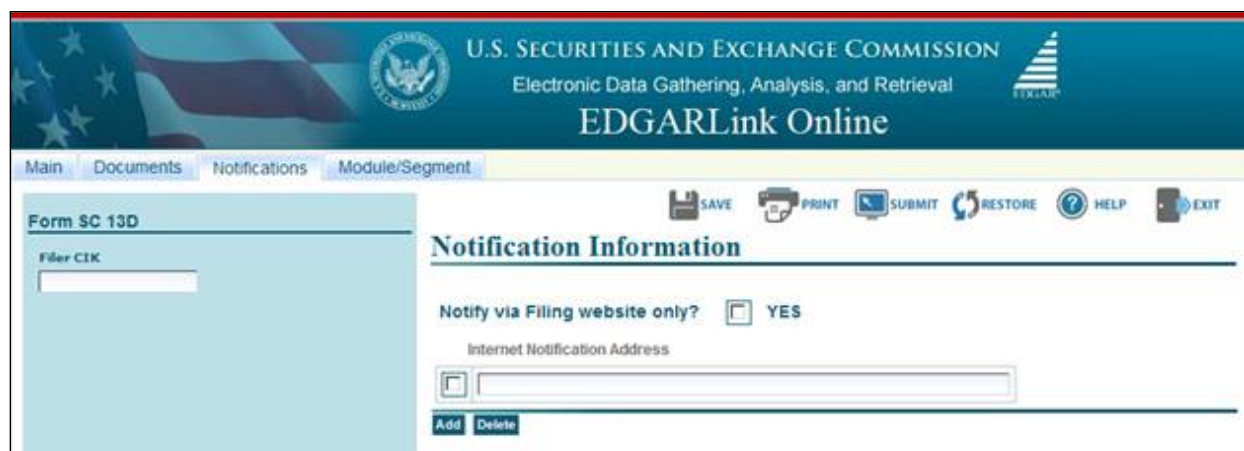 U.S. SECURITIES AND EXCHANGE COMMISSION
Electronic Data Gathering, Analysis, and Retrieval
EDGAR
EDGARLink Online
Main Documents Notifications Module/Segment
SAVE PRINT SUBMIT RESTORE HELP EXIT
Form SC 13D
Filer CIK
Notification Information
Notify via Filing website only? YES
Internet Notification Address
Add Delete